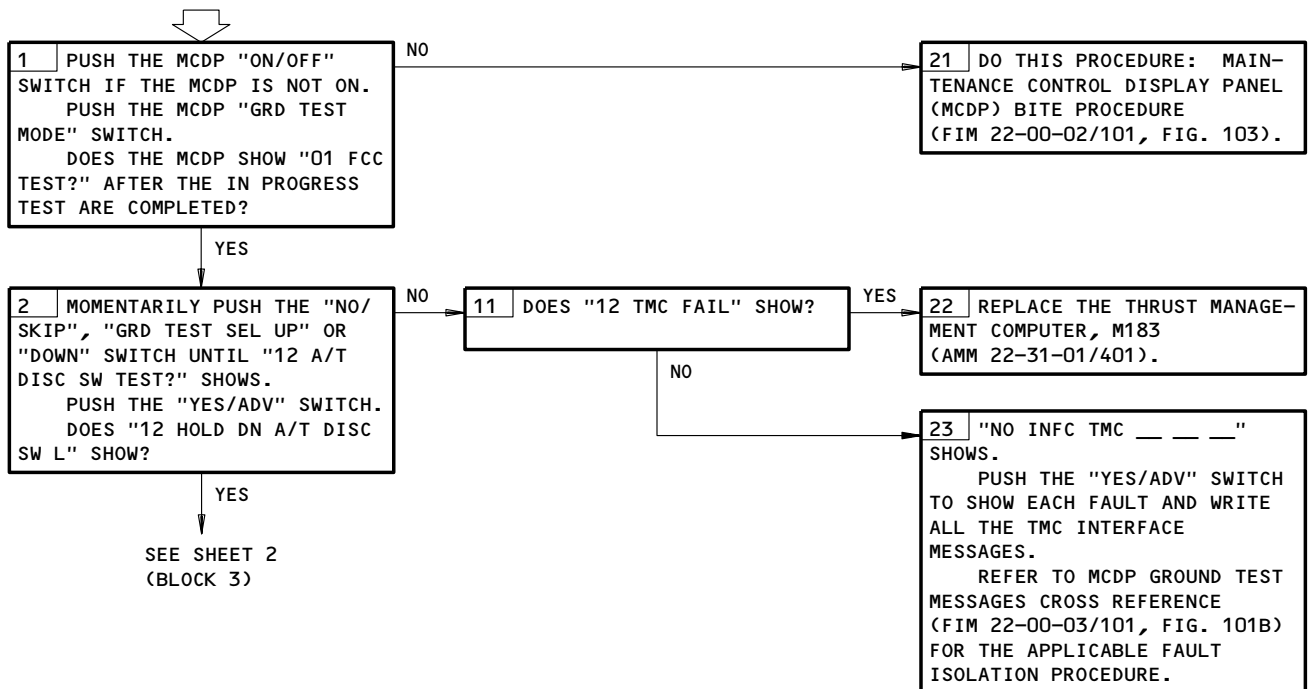 1 PUSH THE MCDP "ON/OFF"
SWITCH IF THE MCDP IS NOT ON.
PUSH THE MCDP "GRD TEST
MODE" SWITCH.
DOES THE MCDP SHOW "01 FCC
TEST?" AFTER THE IN PROGRESS
TEST ARE COMPLETED?
NO
21 DO THIS PROCEDURE: MAIN-
TENANCE CONTROL DISPLAY PANEL
(MCDP) BITE PROCEDURE
(FIM 22-00-02/101, FIG. 103).
YES
2 MOMENTARILY PUSH THE "NO/
SKIP", "GRD TEST SEL UP" OR
"DOWN" SWITCH UNTIL "12 A/T
DISC SW TEST?" SHOWS.
PUSH THE "YES/ADV" SWITCH.
DOES "12 HOLD DN A/T DISC
SW L" SHOW?
NO
11 DOES "12 TMC FAIL" SHOW?
YES
22 REPLACE THE THRUST MANAGE-
MENT COMPUTER, M183
(AMM 22-31-01/401).
NO
23 "NO INFC TMC __ __ __"
SHOWS.
PUSH THE "YES/ADV" SWITCH
TO SHOW EACH FAULT AND WRITE
ALL THE TMC INTERFACE
MESSAGES.
REFER TO MCDP GROUND TEST
MESSAGES CROSS REFERENCE
(FIM 22-00-03/101, FIG. 101B)
FOR THE APPLICABLE FAULT
ISOLATION PROCEDURE.
YES
SEE SHEET 2
(BLOCK 3)